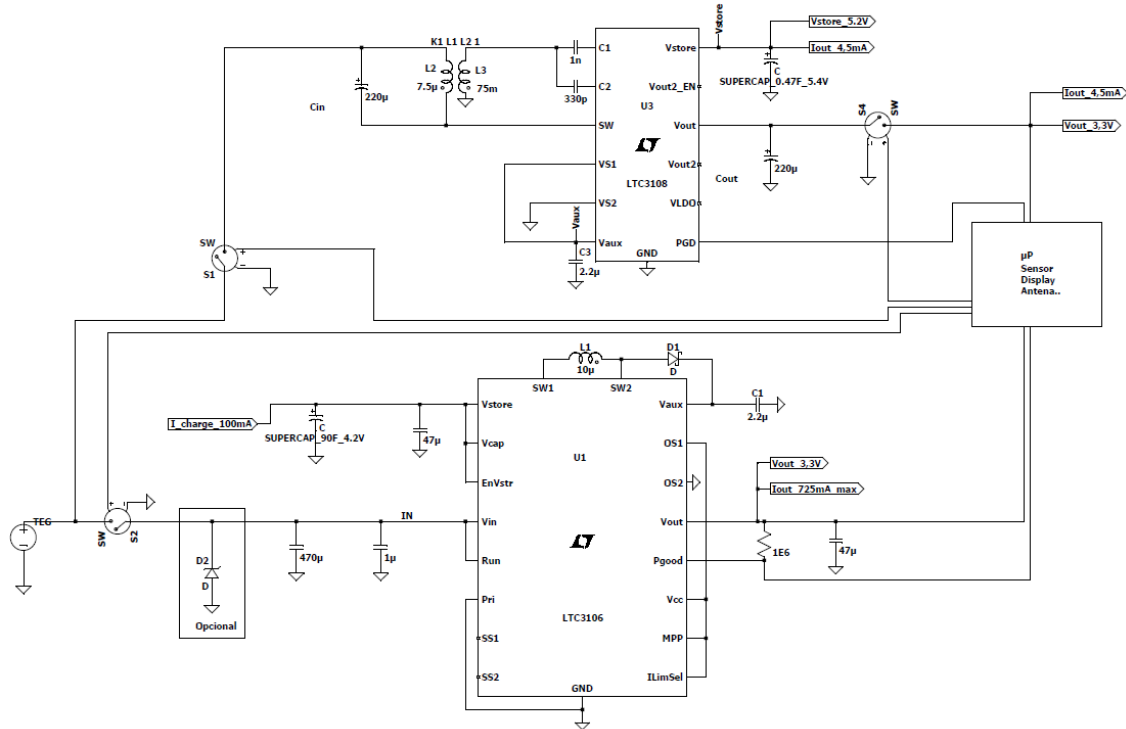 Vstore
Vstore_5.2V
K1 L1 L2 1
C1
Vstore
Iout_4,5mA
L2
L3
1n
C
7.5µ
75m
SUPERCAP_0.47F_5.4V
C2
Vout2_EN
220µ
330p
U3
Iout_4,5mA
Cin
S4
SW
SW
Vout
Vout_3,3V
VS1
Vout2
220µ
LTC3108
Cout
VS2
VLDO
Vaux
SW
Vaux
PGD
C3
GND
µP
Sensor
Display
Antena..
S1
2.2µ
L1
D1
10µ
D
SW1
SW2
Vstore
Vaux
C1
I_charge_100mA
2.2µ
C
47µ
SUPERCAP_90F_4.2V
Vcap
OS1
U1
Vout_3,3V
EnVstr
OS2
Iout_725mA_max
TEG
IN
Vin
Vout
SW
S2
470µ
1µ
1E6
47µ
D2
Run
Pgood
D
Pri
Vcc
LTC3106
Opcional
SS1
MPP
SS2
ILimSel
GND